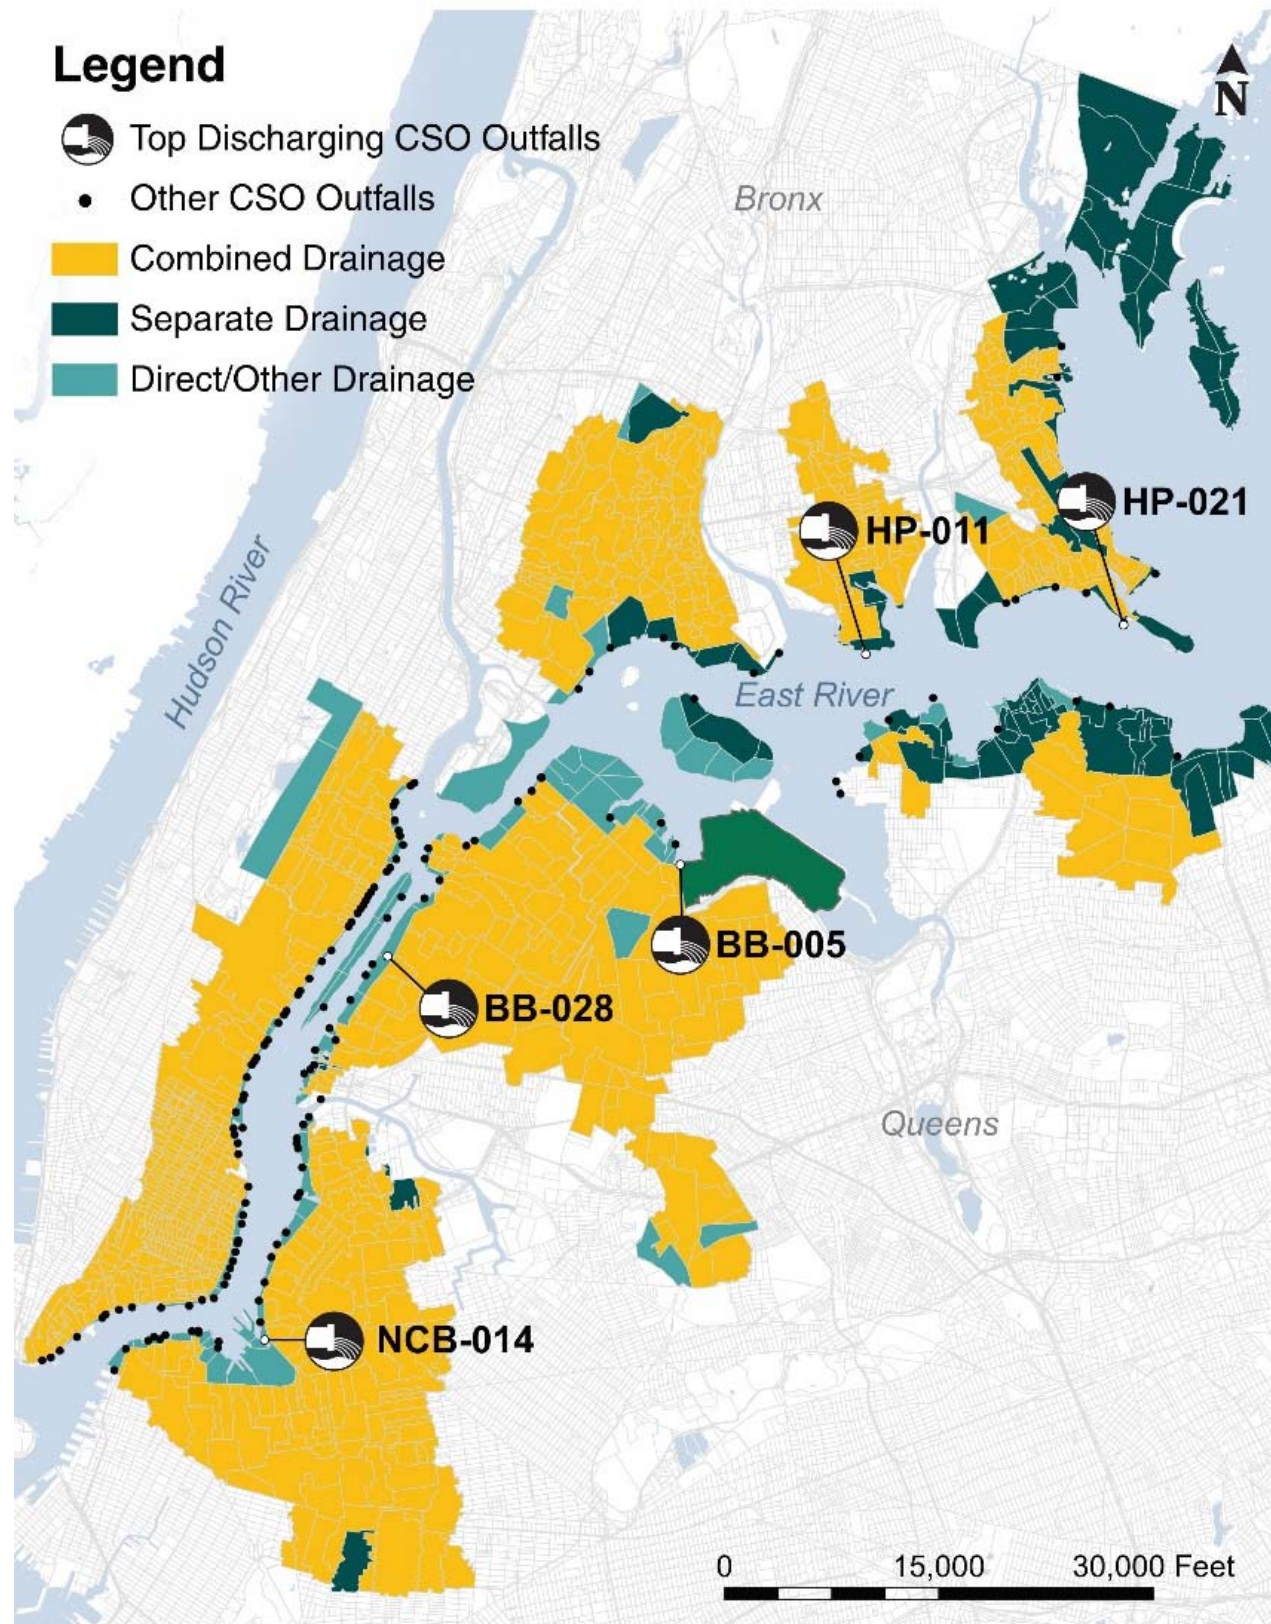 Legend
Top Discharging CSO Outfalls
Other CSO Outfalls
Combined Drainage
Separate Drainage
Direct/Other Drainage
N
Bronx
HP-021
HP-011
Hudson River
East River
BB-005
BB-028
Queens
NCB-014
0 15,000 30,000 Feet